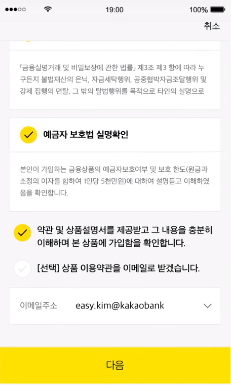 19:00
100%
취소
「금융실명거래 및 비밀보장에 관한 법률」 제3조 제3항에 따라 누
구든지 불법재산의 은닉, 자금세탁행위, 공중협박자금조달행위 및
강제 집행의 면탈, 그 밖의 탈법행위를 목적으로 타인의 실명으로
예금자 보호법 실명확인
본인이 가입하는 금융상품의 예금자보호여부 및 보호 한도(원금과
소정의 이자를 합하여 1인당 5천만원)에 대하여 설명듣고 이해하였
음을 확인합니다.
약관 및 상품설명서를 제공받고 그 내용을 충분히
이해하며 본 상품에 가입함을 확인합니다.
[선택] 상품 이용약관을 이메일로 받겠습니다.
이메일주소 easy.kim@kakaobank
다음